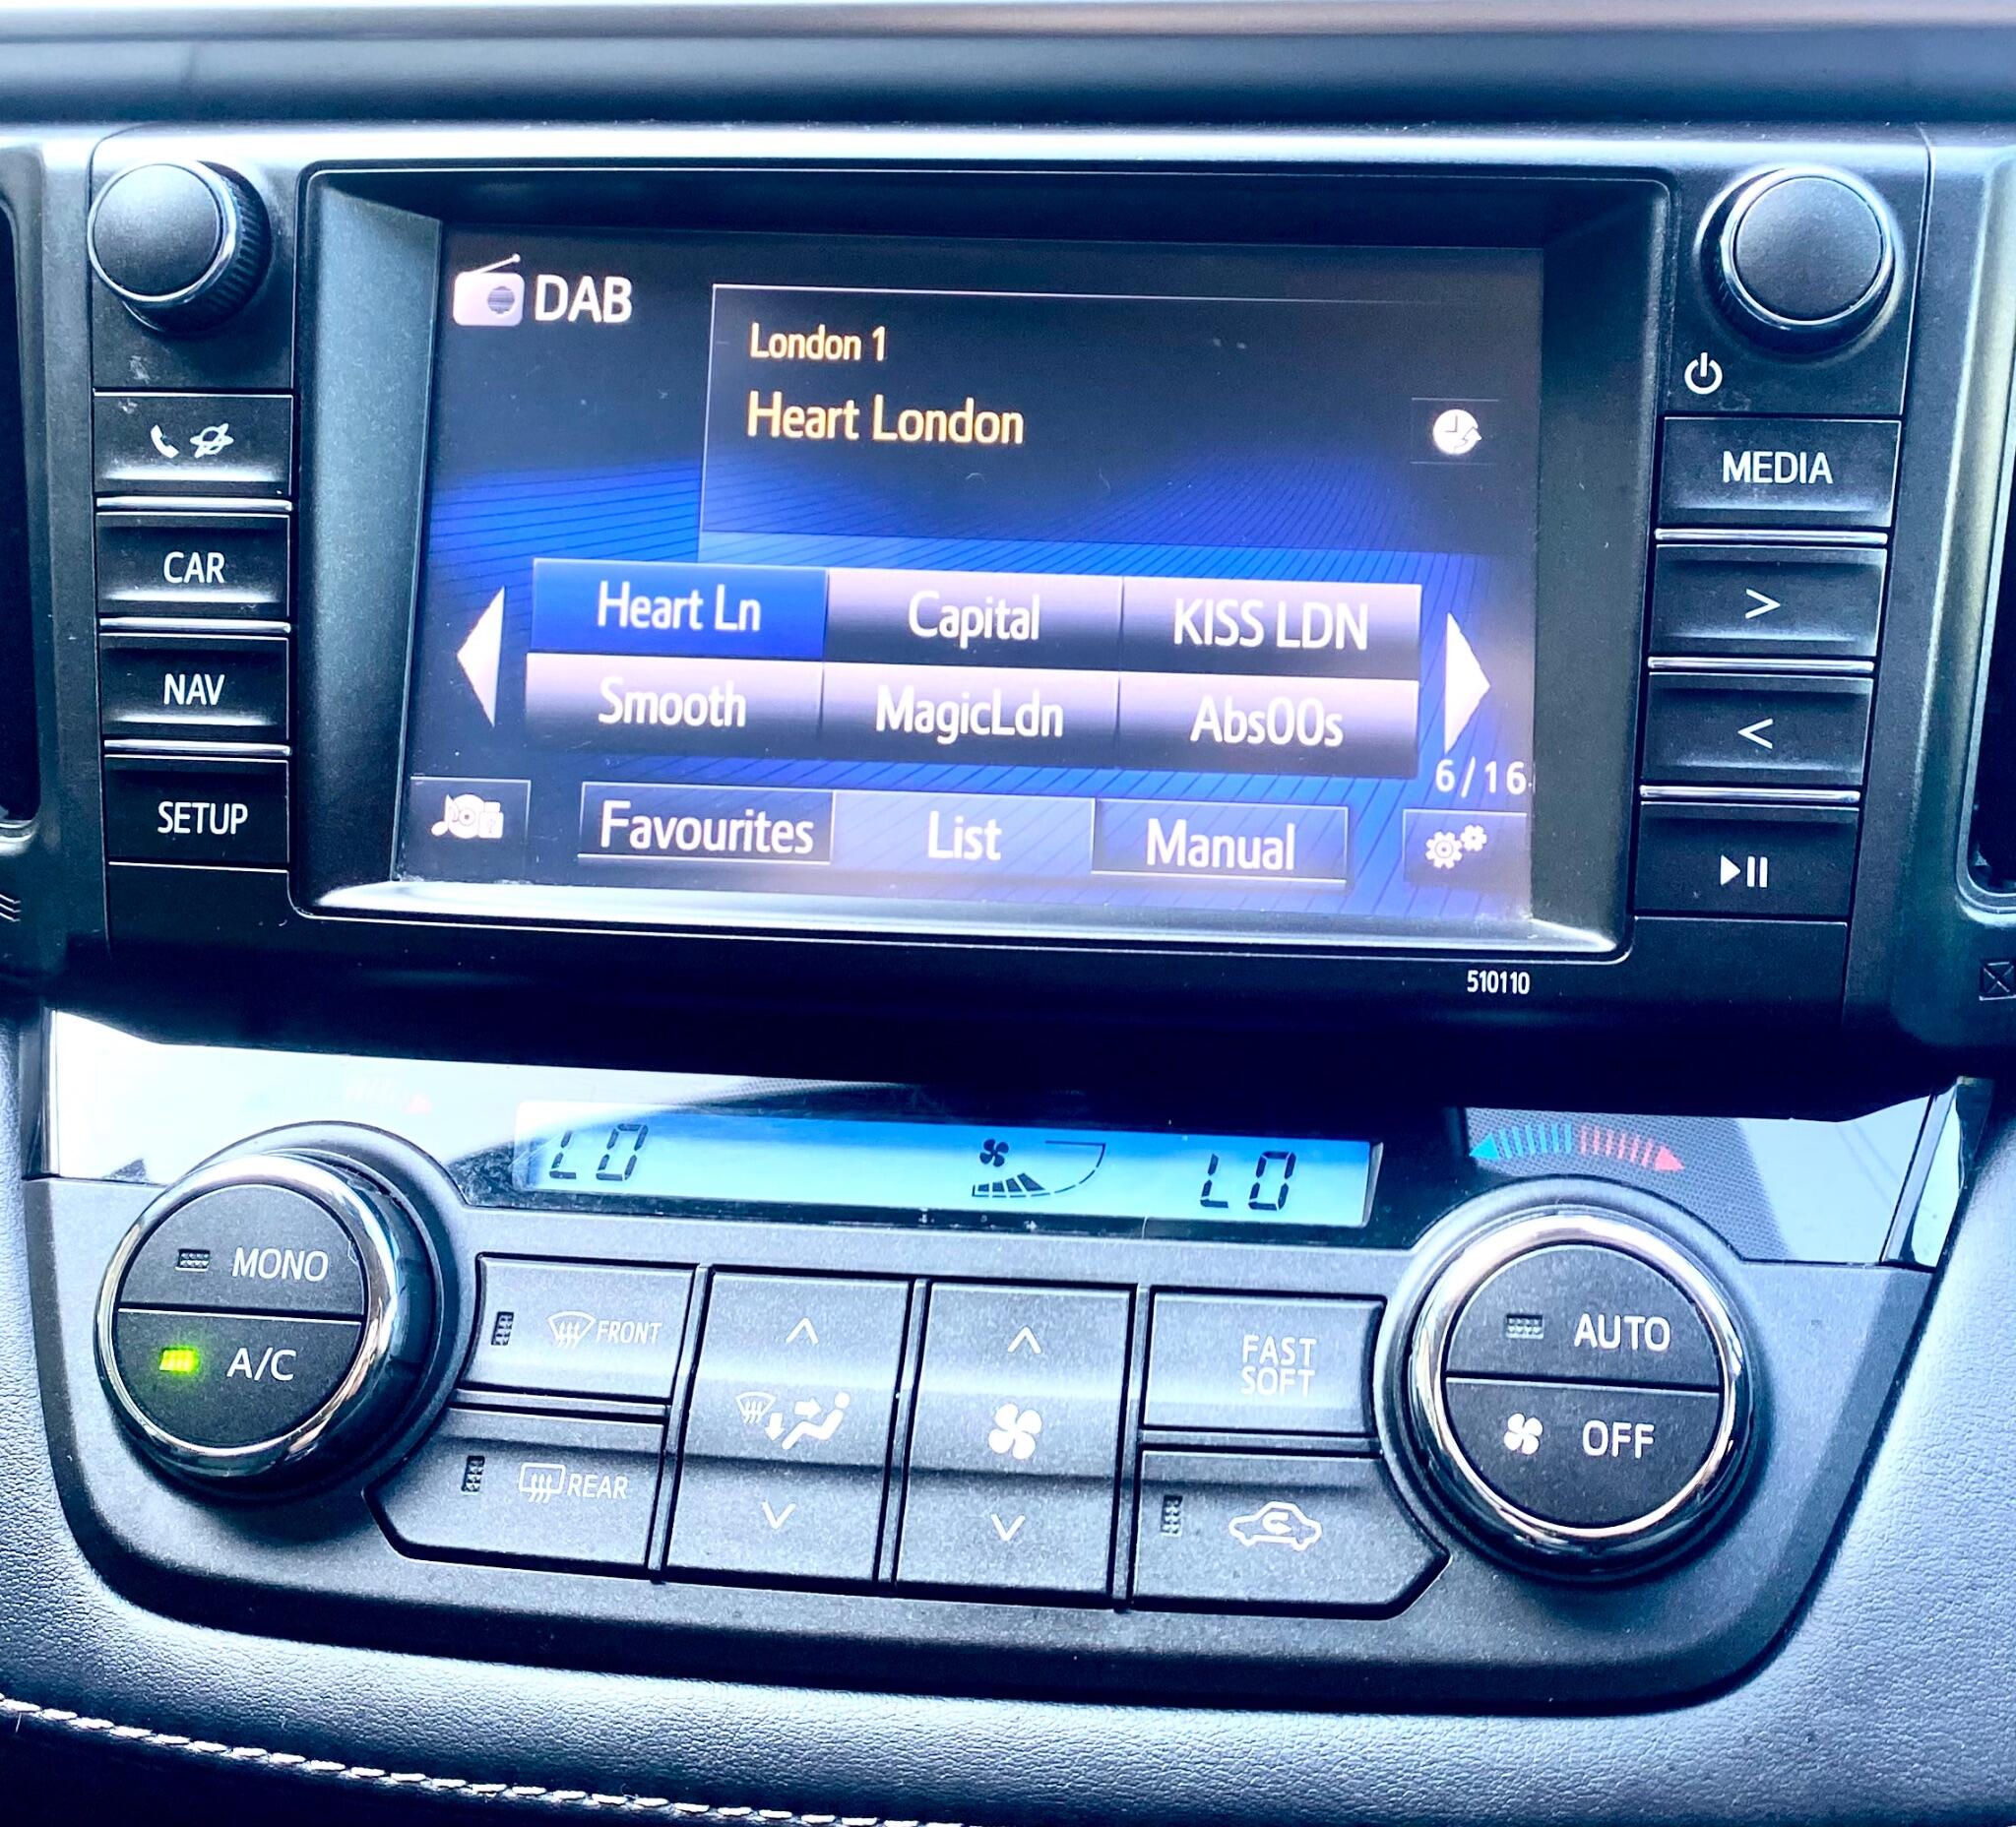 DAB
London 1
Heart London
Heart Ln
Capital
KISS LDN
Smooth
MagicLdn
Abs00s
6/16
Favourites
List
Manual
CAR
NAV
SETUP
MEDIA
>
<
510110
LO
LO
MONO
A/C
FRONT
REAR
FAST
SOFT
AUTO
OFF